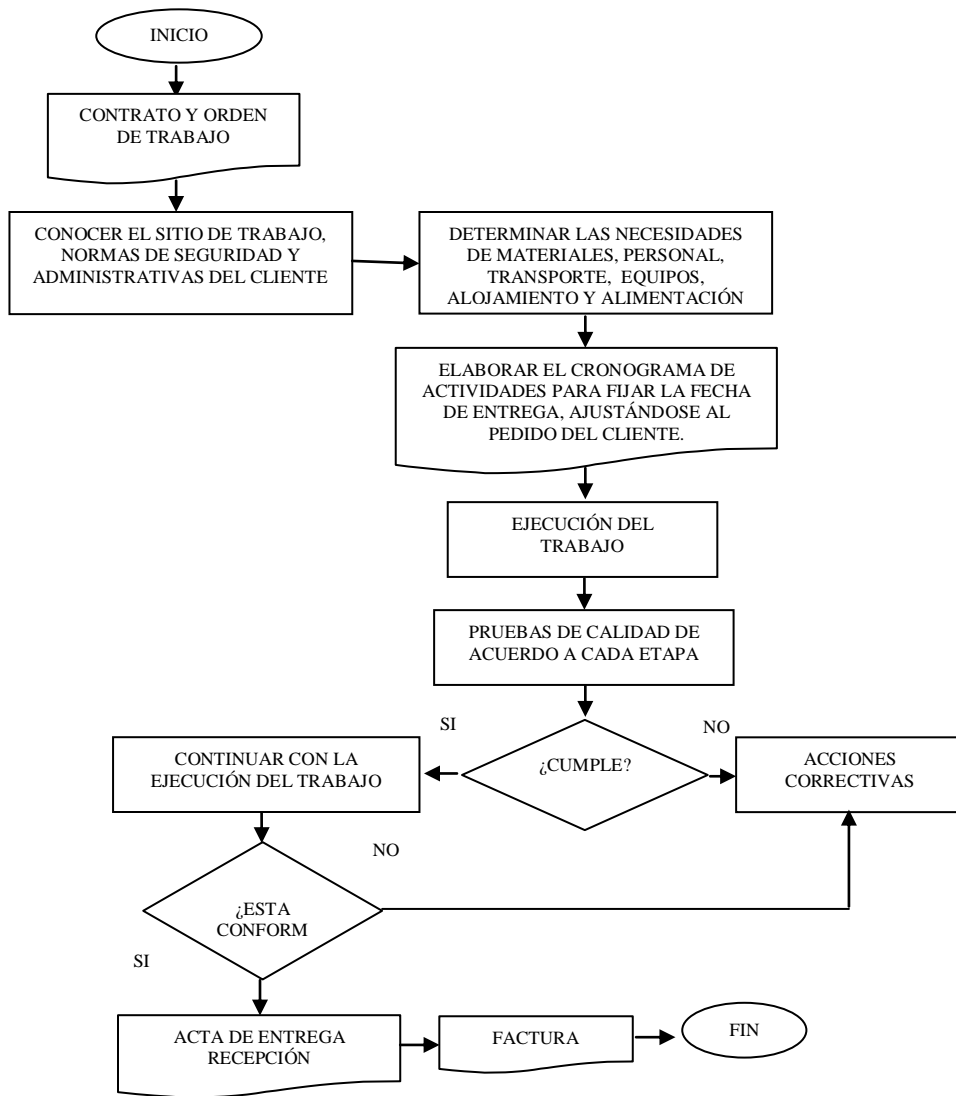 INICIO
CONTRATO Y ORDEN
DE TRABAJO
CONOCER EL SITIO DE TRABAJO,
NORMAS DE SEGURIDAD Y
ADMINISTRATIVAS DEL CLIENTE
DETERMINAR LAS NECESIDADES
DE MATERIALES, PERSONAL,
TRANSPORTE, EQUIPOS,
ALOJAMIENTO Y ALIMENTACIÓN
ELABORAR EL CRONOGRAMA DE
ACTIVIDADES PARA FIJAR LA FECHA
DE ENTREGA, AJUSTÁNDOSE AL
PEDIDO DEL CLIENTE.
EJECUCIÓN DEL
TRABAJO
PRUEBAS DE CALIDAD DE
ACUERDO A CADA ETAPA
¿CUMPLE?
SI
NO
CONTINUAR CON LA
EJECUCIÓN DEL TRABAJO
ACCIONES
CORRECTIVAS
¿ESTA
CONFORM
NO
SI
ACTA DE ENTREGA
RECEPCIÓN
FACTURA
FIN